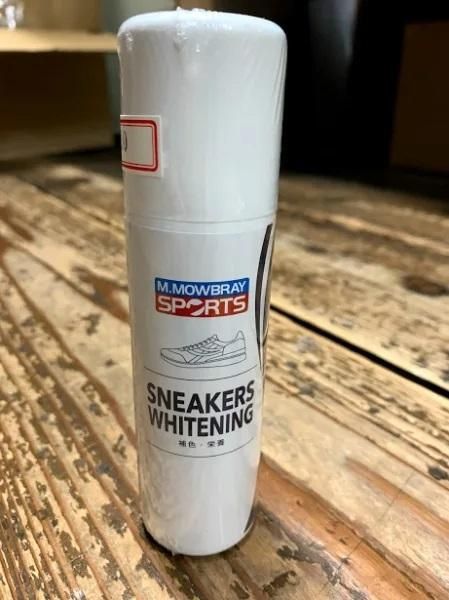 M.MOWBRAY
SPORTS
SNEAKERS
WHITENING
補色・栄養